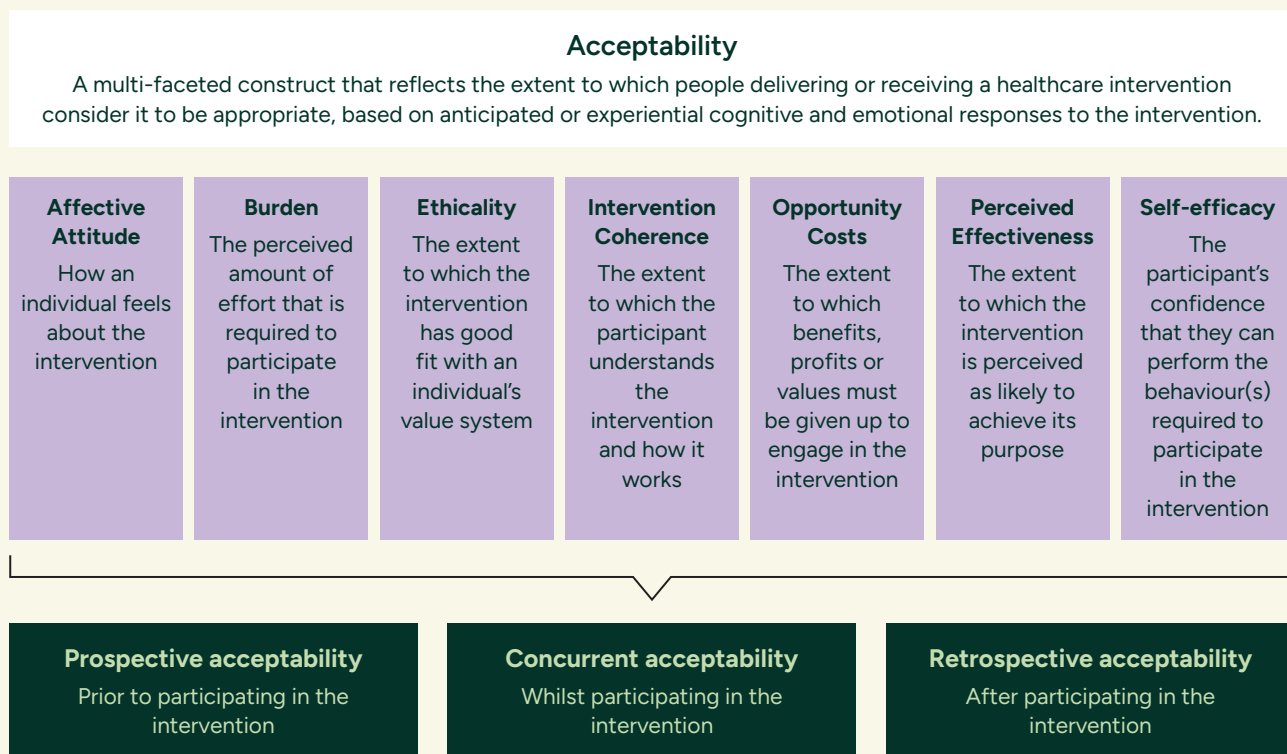 Acceptability
A multi-faceted construct that reflects the extent to which people delivering or receiving a healthcare intervention
consider it to be appropriate, based on anticipated or experiential cognitive and emotional responses to the intervention.
Affective
Attitude
How an
individual feels
about the
intervention
Burden
The perceived
amount of
effort that is
required to
participate
in the
intervention
Ethicality
The extent
to which the
intervention
has good
fit with an
individual’s
value system
Intervention
Coherence
The extent
to which the
participant
understands
the
intervention
and how it
works
Opportunity
Costs
The extent
to which
benefits,
profits or
values must
be given up to
engage in the
intervention
Perceived
Effectiveness
The extent
to which the
intervention
is perceived
as likely to
achieve its
purpose
Self-efficacy
The
participant’s
confidence
that they can
perform the
behaviour(s)
required to
participate
in the
intervention
Prospective acceptability
Prior to participating in the
intervention
Concurrent acceptability
Whilst participating in the
intervention
Retrospective acceptability
After participating in the
intervention